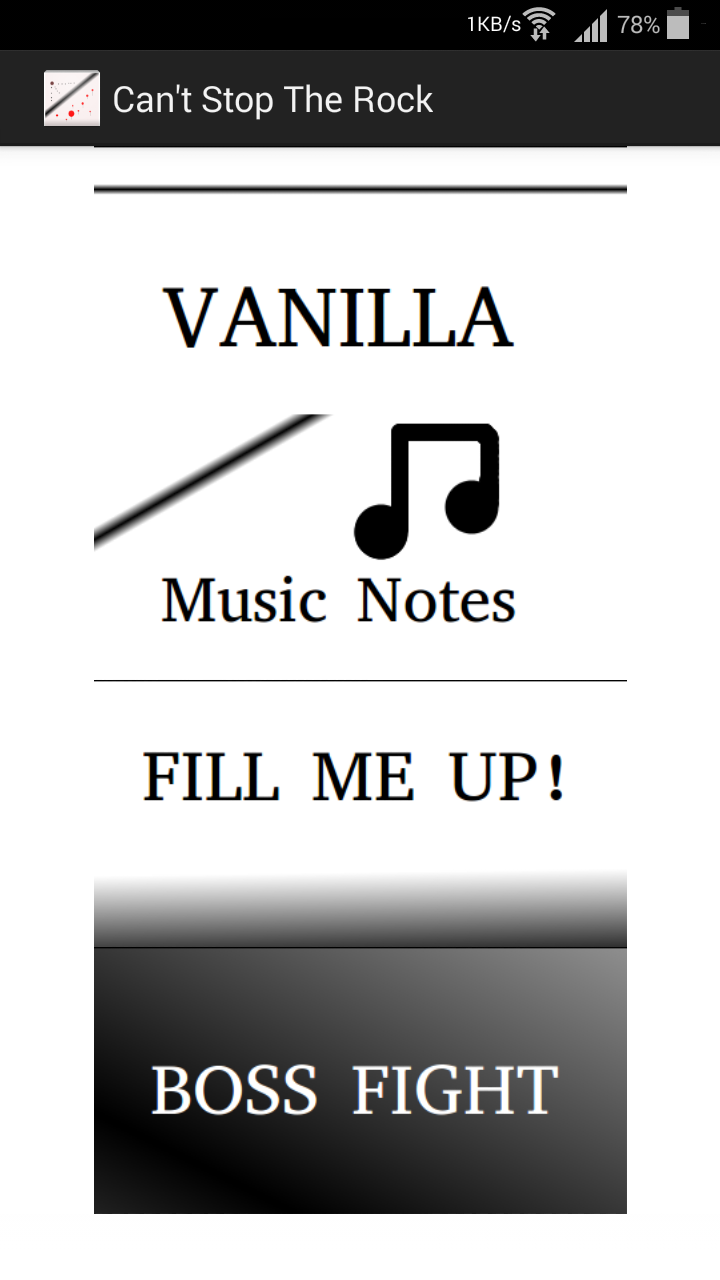 1KB/s 78%
Can't Stop The Rock
VANILLA
Music Notes
FILL ME UP!
BOSS FIGHT